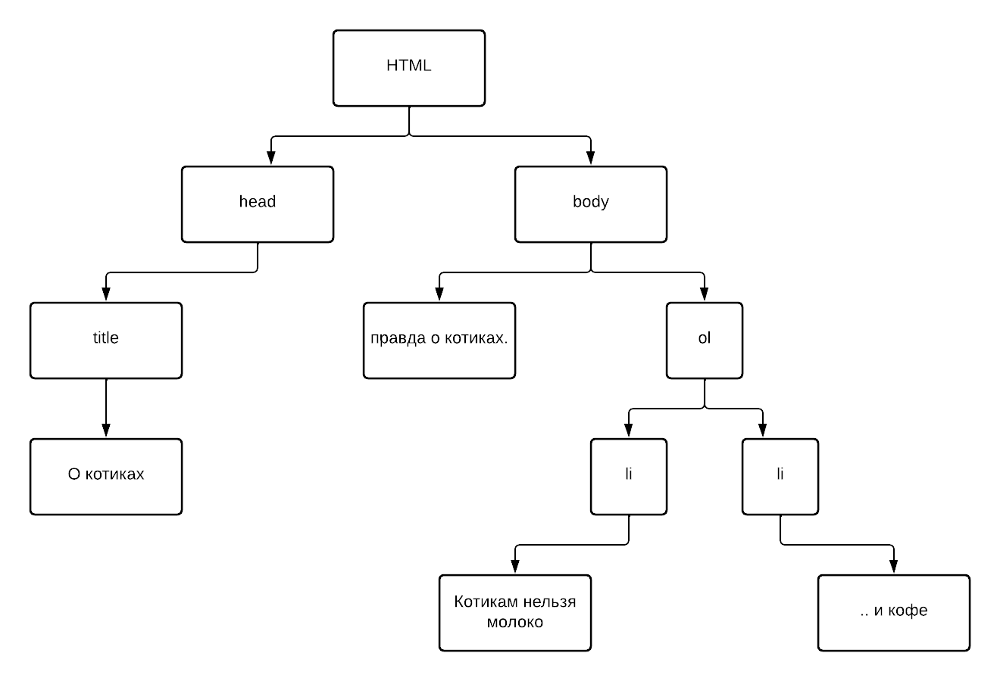 HTML
head
body
title
правда о котиках.
ol
О котиках
li
li
Котикам нельзя
молоко
.. и кофе